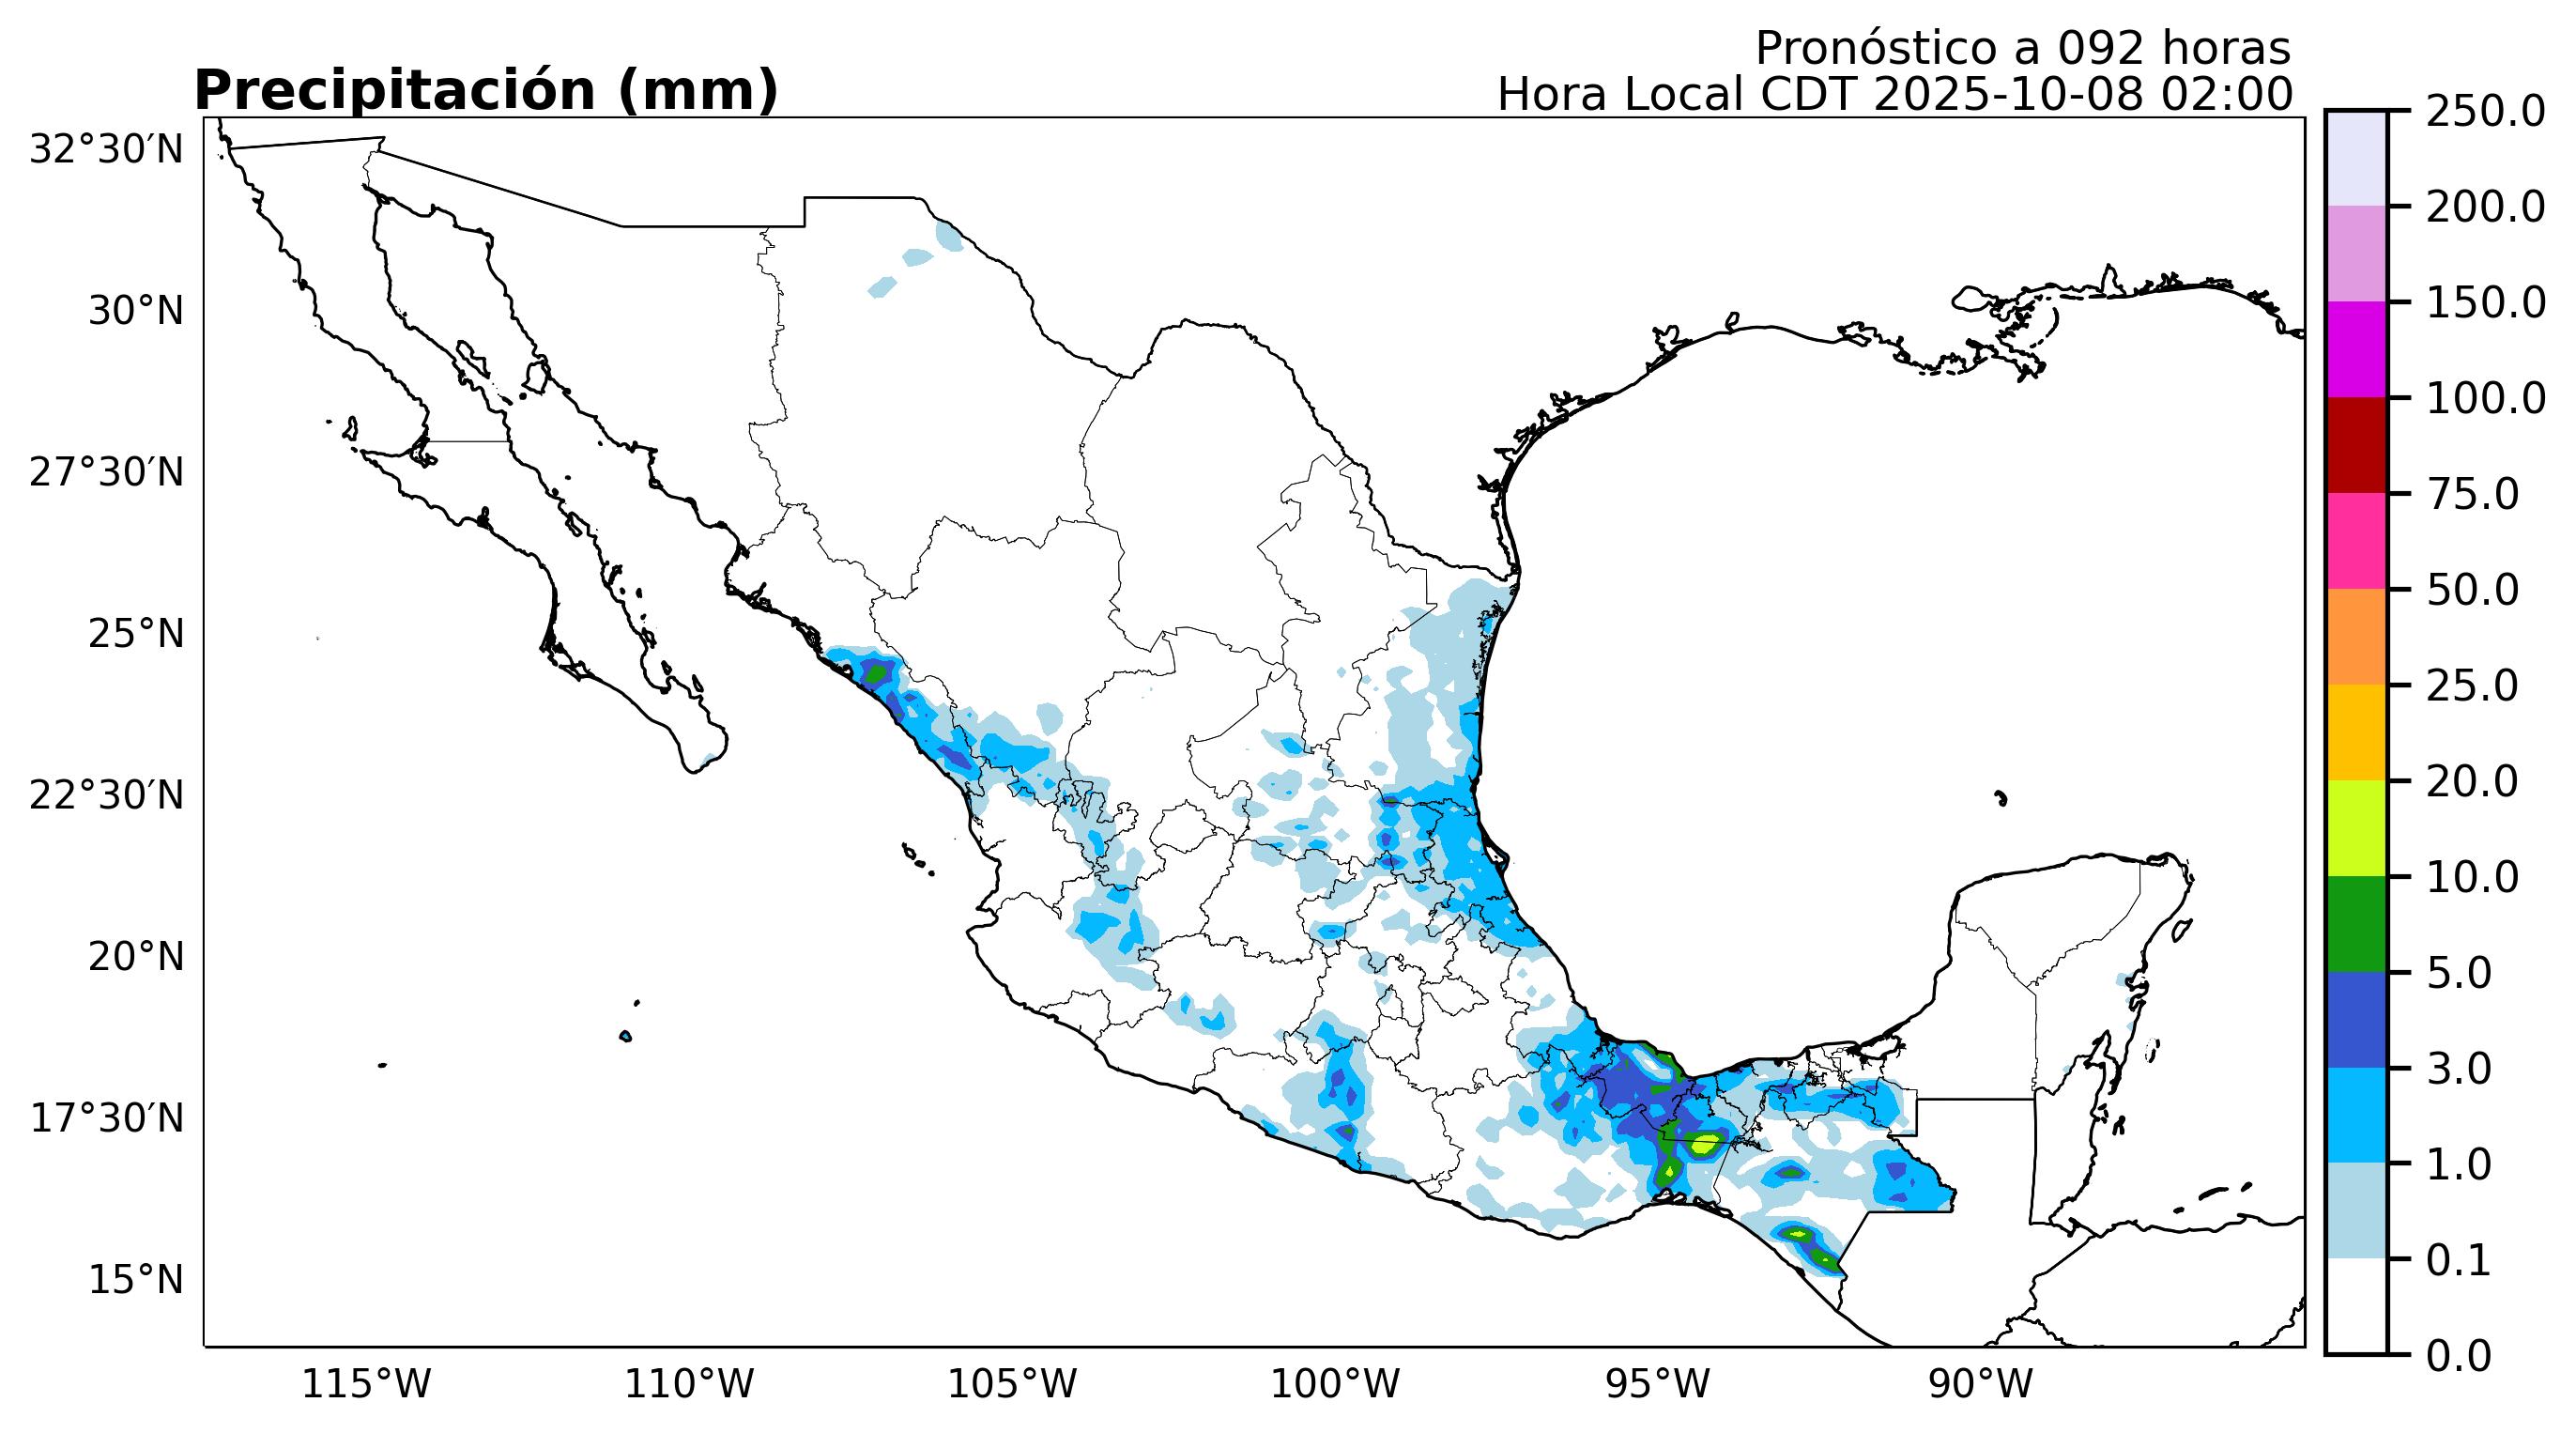 Pronóstico a 092 horas
Precipitación (mm)
Hora Local CDT 2025-10-08 02:00
32°30′N
30°N
27°30′N
25°N
22°30′N
20°N
17°30′N
15°N
115°W
110°W
105°W
100°W
95°W
90°W
250.0
200.0
150.0
100.0
75.0
50.0
25.0
20.0
10.0
5.0
3.0
1.0
0.1
0.0